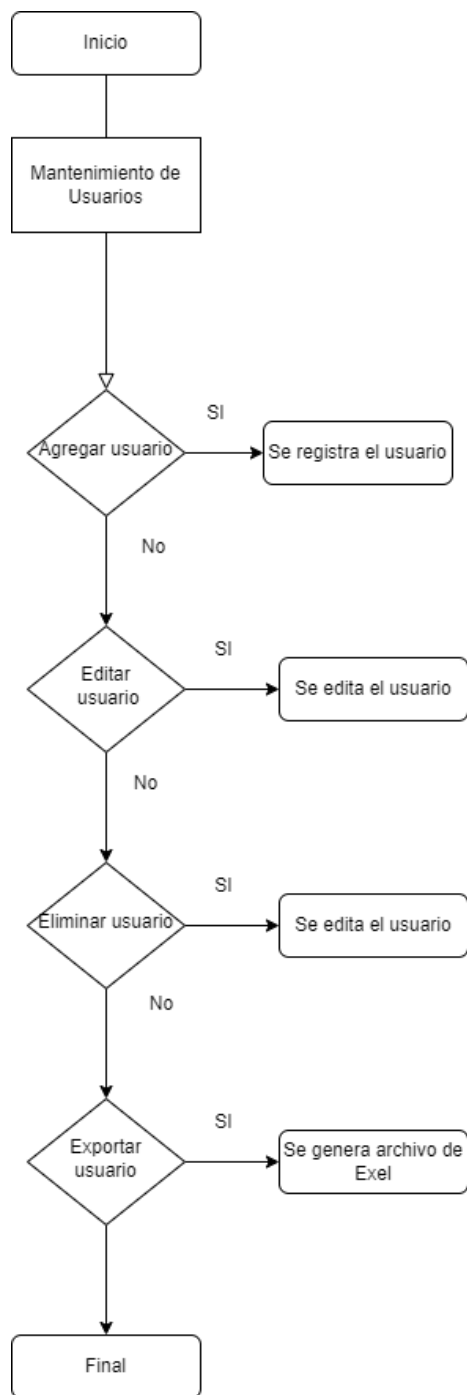 Inicio
Mantenimiento de
Usuarios
Agregar usuario
SI
Se registra el usuario
No
Editar
usuario
SI
Se edita el usuario
No
Eliminar usuario
SI
Se edita el usuario
No
Exportar
usuario
SI
Se genera archivo de
Exel
Final